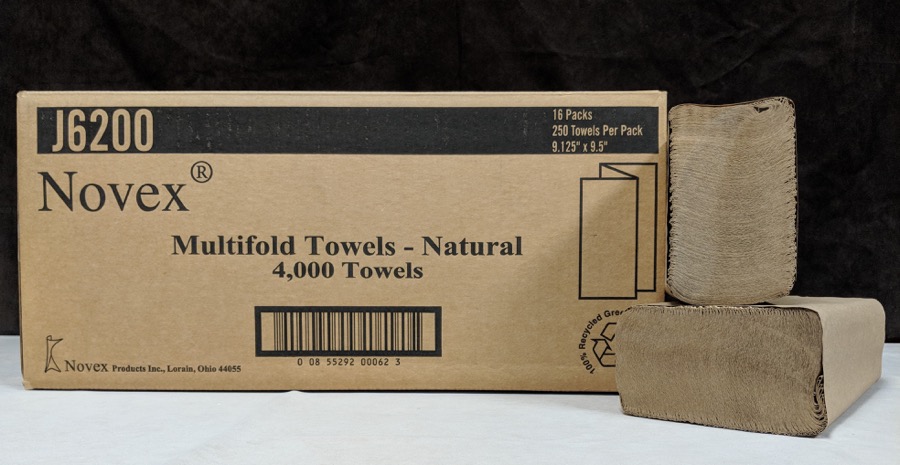 J6200
16 Packs
250 Towels Per Pack
9.125" x 9.5"
Novex®
Multifold Towels - Natural
4,000 Towels
0 08 55292 00062 3
Novex Products Inc., Lorain, Ohio 44055
100% Recycled